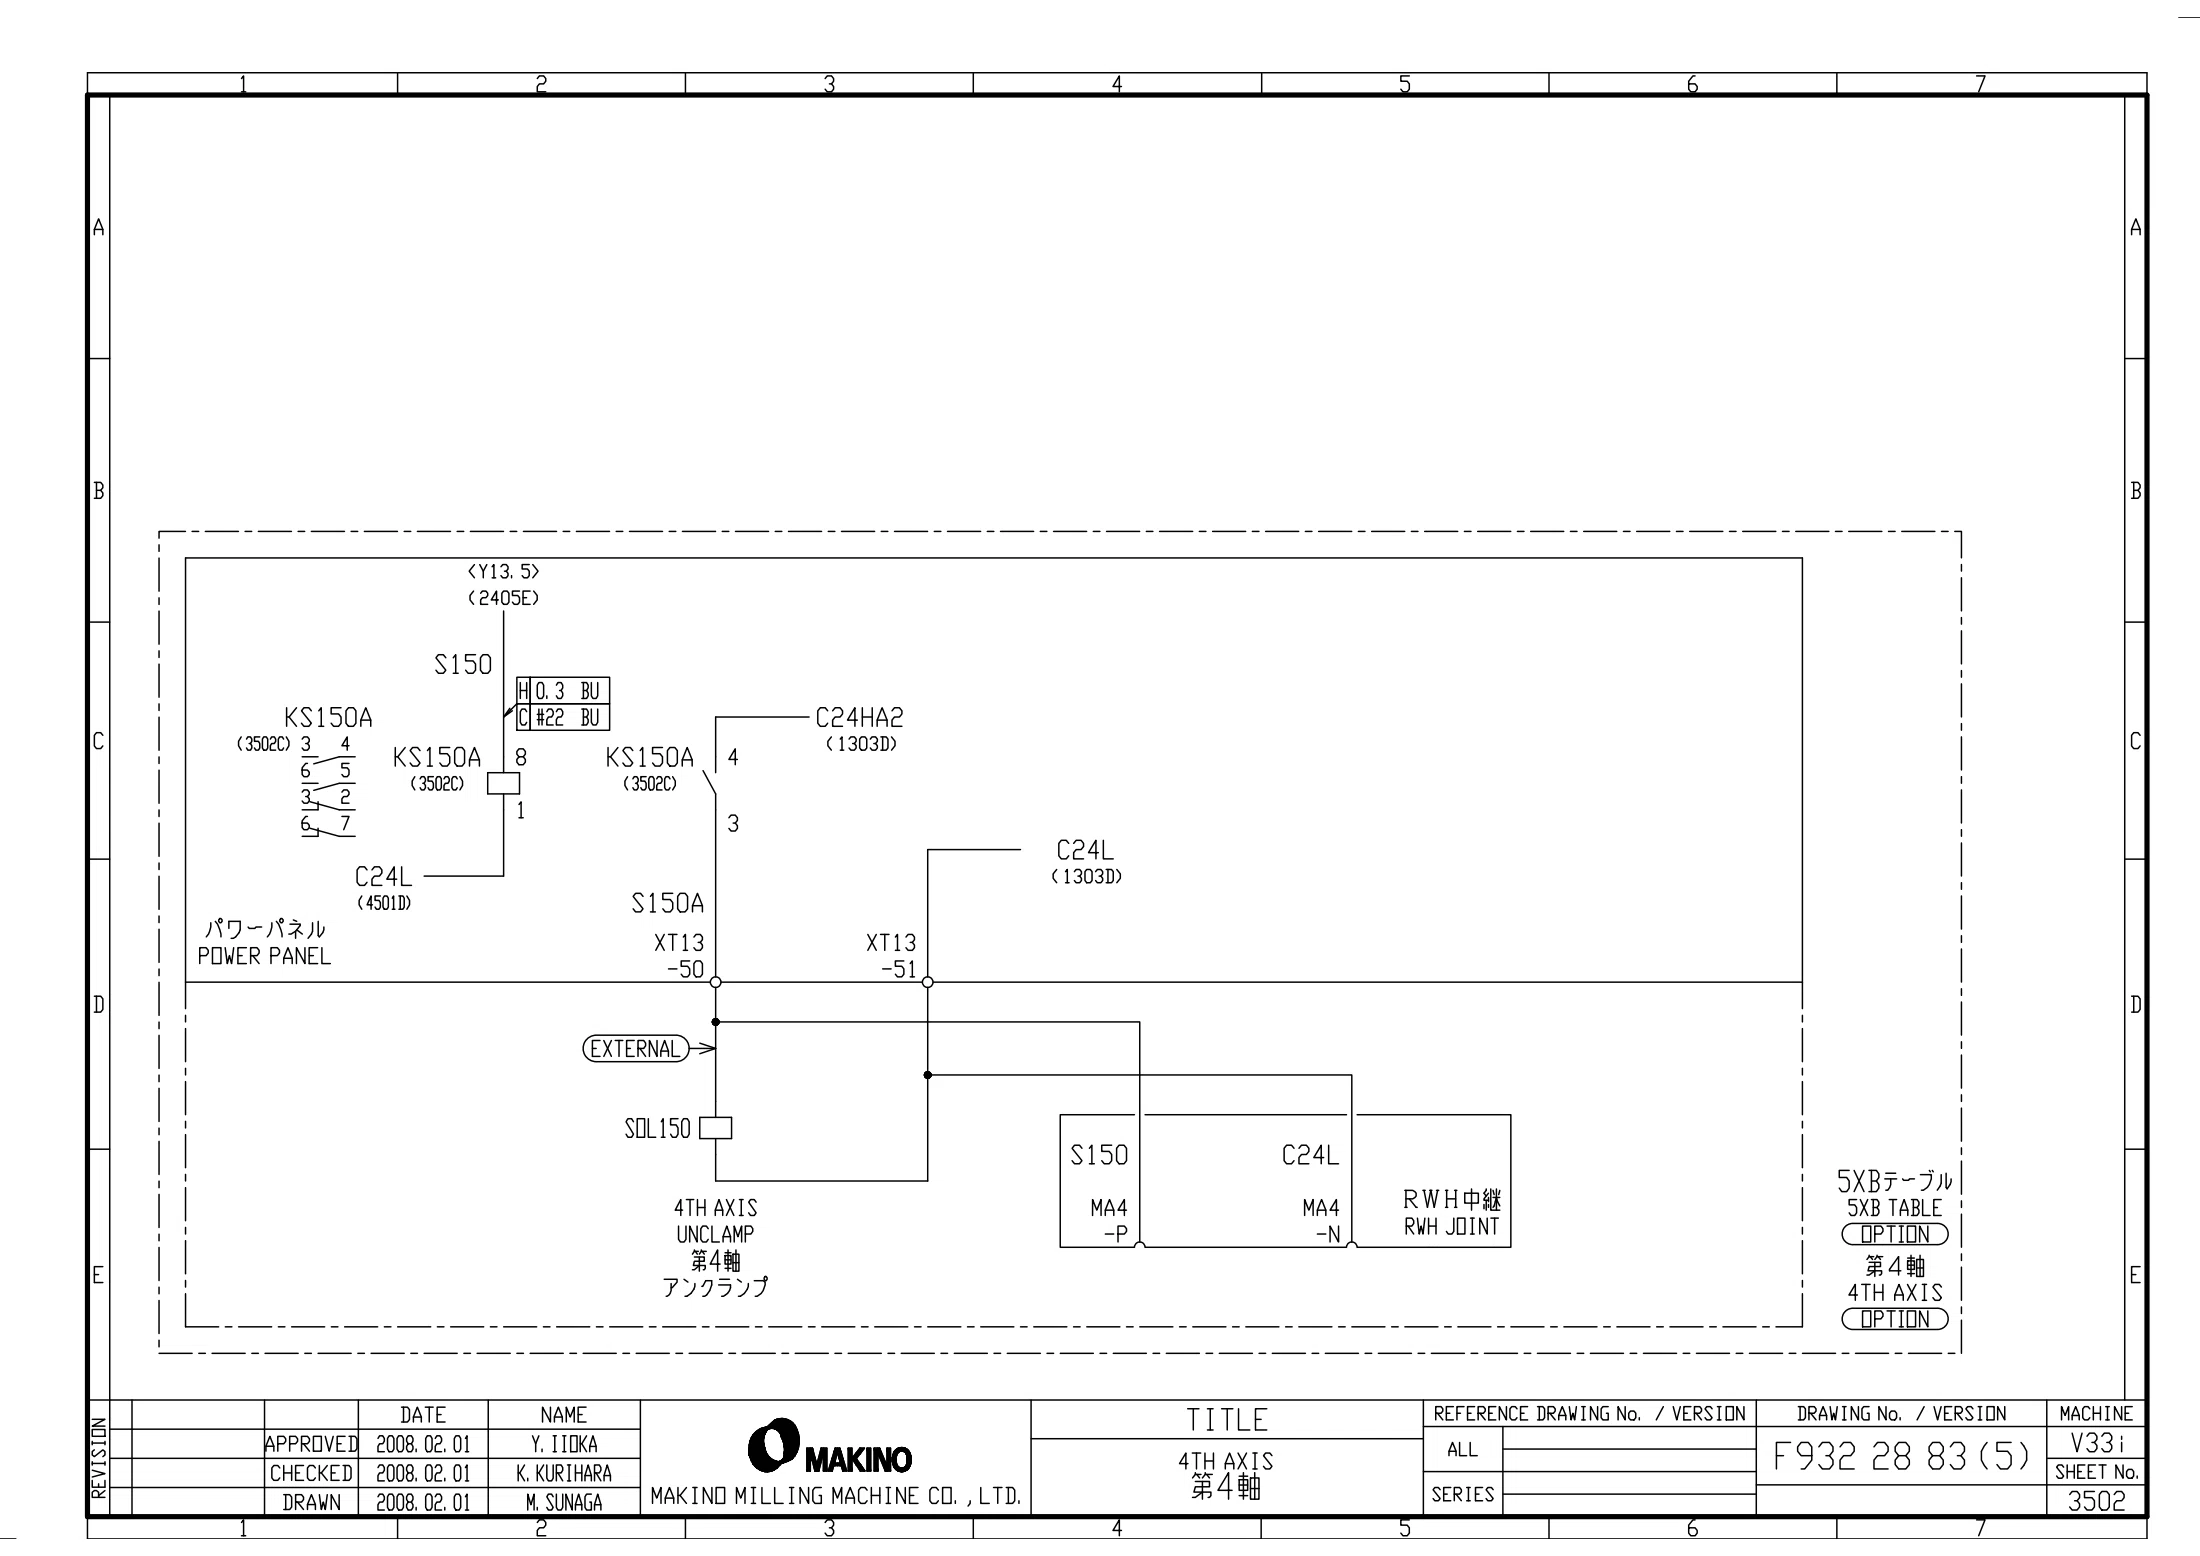 1 2 3 4 5 6 7
A A
B B
C C
D D
E E
<Y13.5>
(2405E)
S150
H 0.3 BU
C #22 BU
KS150A
(3502C) 3 4
6 5
3 2
6 7
KS150A 8
(3502C)
1
C24L
(4501D)
パワーパネル
POWER PANEL
C24HA2
(1303D)
KS150A 4
(3502C)
3
S150A
XT13
-50
C24L
(1303D)
XT13
-51
EXTERNAL
SOL150
4TH AXIS
UNCLAMP
第4軸
アンクランプ
S150
MA4
-P
C24L
MA4
-N
RWH中継
RWH JOINT
5XBテーブル
5XB TABLE
OPTION
第4軸
4TH AXIS
OPTION
REVISION
DATE NAME
APPROVED 2008.02.01 Y.IIOKA
CHECKED 2008.02.01 K.KURIHARA
DRAWN 2008.02.01 M.SUNAGA
MAKINO
MAKINO MILLING MACHINE CO.,LTD.
TITLE
4TH AXIS
第4軸
REFERENCE DRAWING No. / VERSION
ALL
SERIES
DRAWING No. / VERSION
F932 28 83(5)
MACHINE
V33i
SHEET No.
3502
1 2 3 4 5 6 7